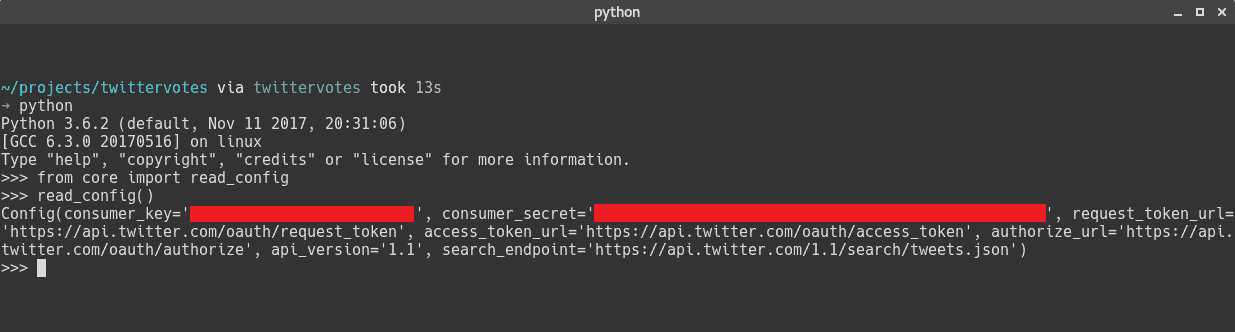 python
~/projects/twittervotes via twittervotes took 13s
➜ python
Python 3.6.2 (default, Nov 11 2017, 20:31:06)
[GCC 6.3.0 20170516] on linux
Type "help", "copyright", "credits" or "license" for more information.
>>> from core import read_config
>>> read_config()
Config(consumer_key='', consumer_secret='', request_token_url=
'https://api.twitter.com/oauth/request_token', access_token_url='https://api.twitter.com/oauth/access_token', authorize_url='https://api.
twitter.com/oauth/authorize', api_version='1.1', search_endpoint='https://api.twitter.com/1.1/search/tweets.json')
>>>